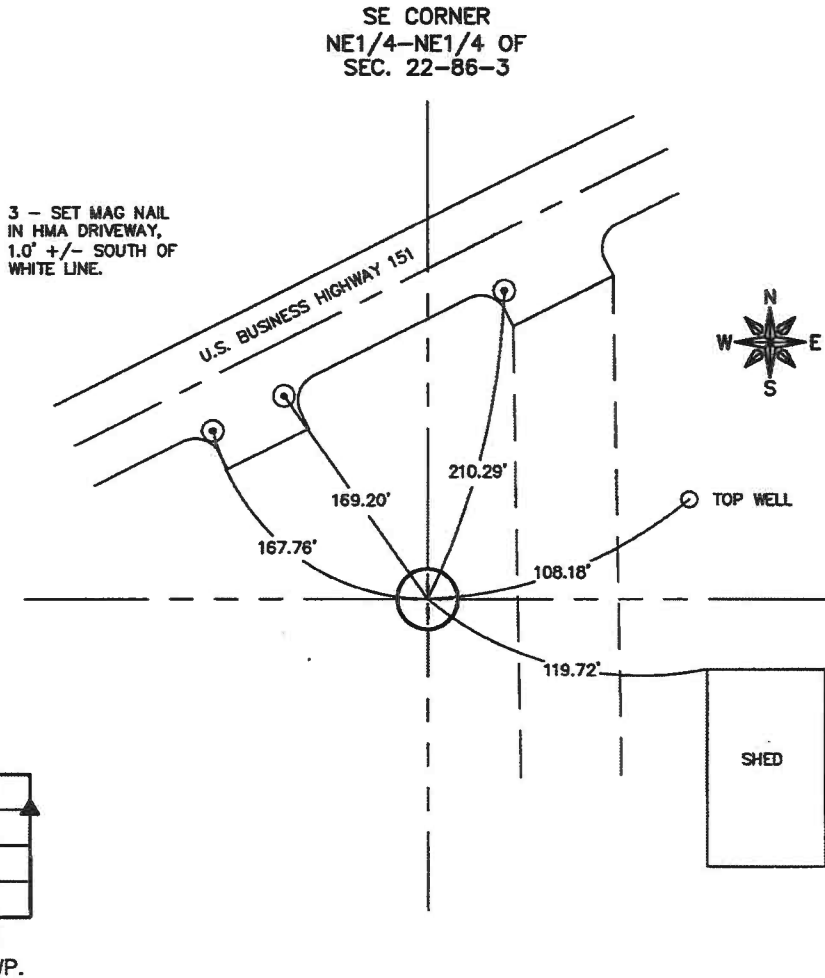 SE CORNER
NE1/4-NE1/4 OF
SEC. 22-86-3
3 - SET MAG NAIL
IN HMA DRIVEWAY,
1.0' +/- SOUTH OF
WHITE LINE.
U.S. BUSINESS HIGHWAY 151
N
W E
S
210.29'
169.20'
TOP WELL
167.76'
108.18'
119.72'
SHED